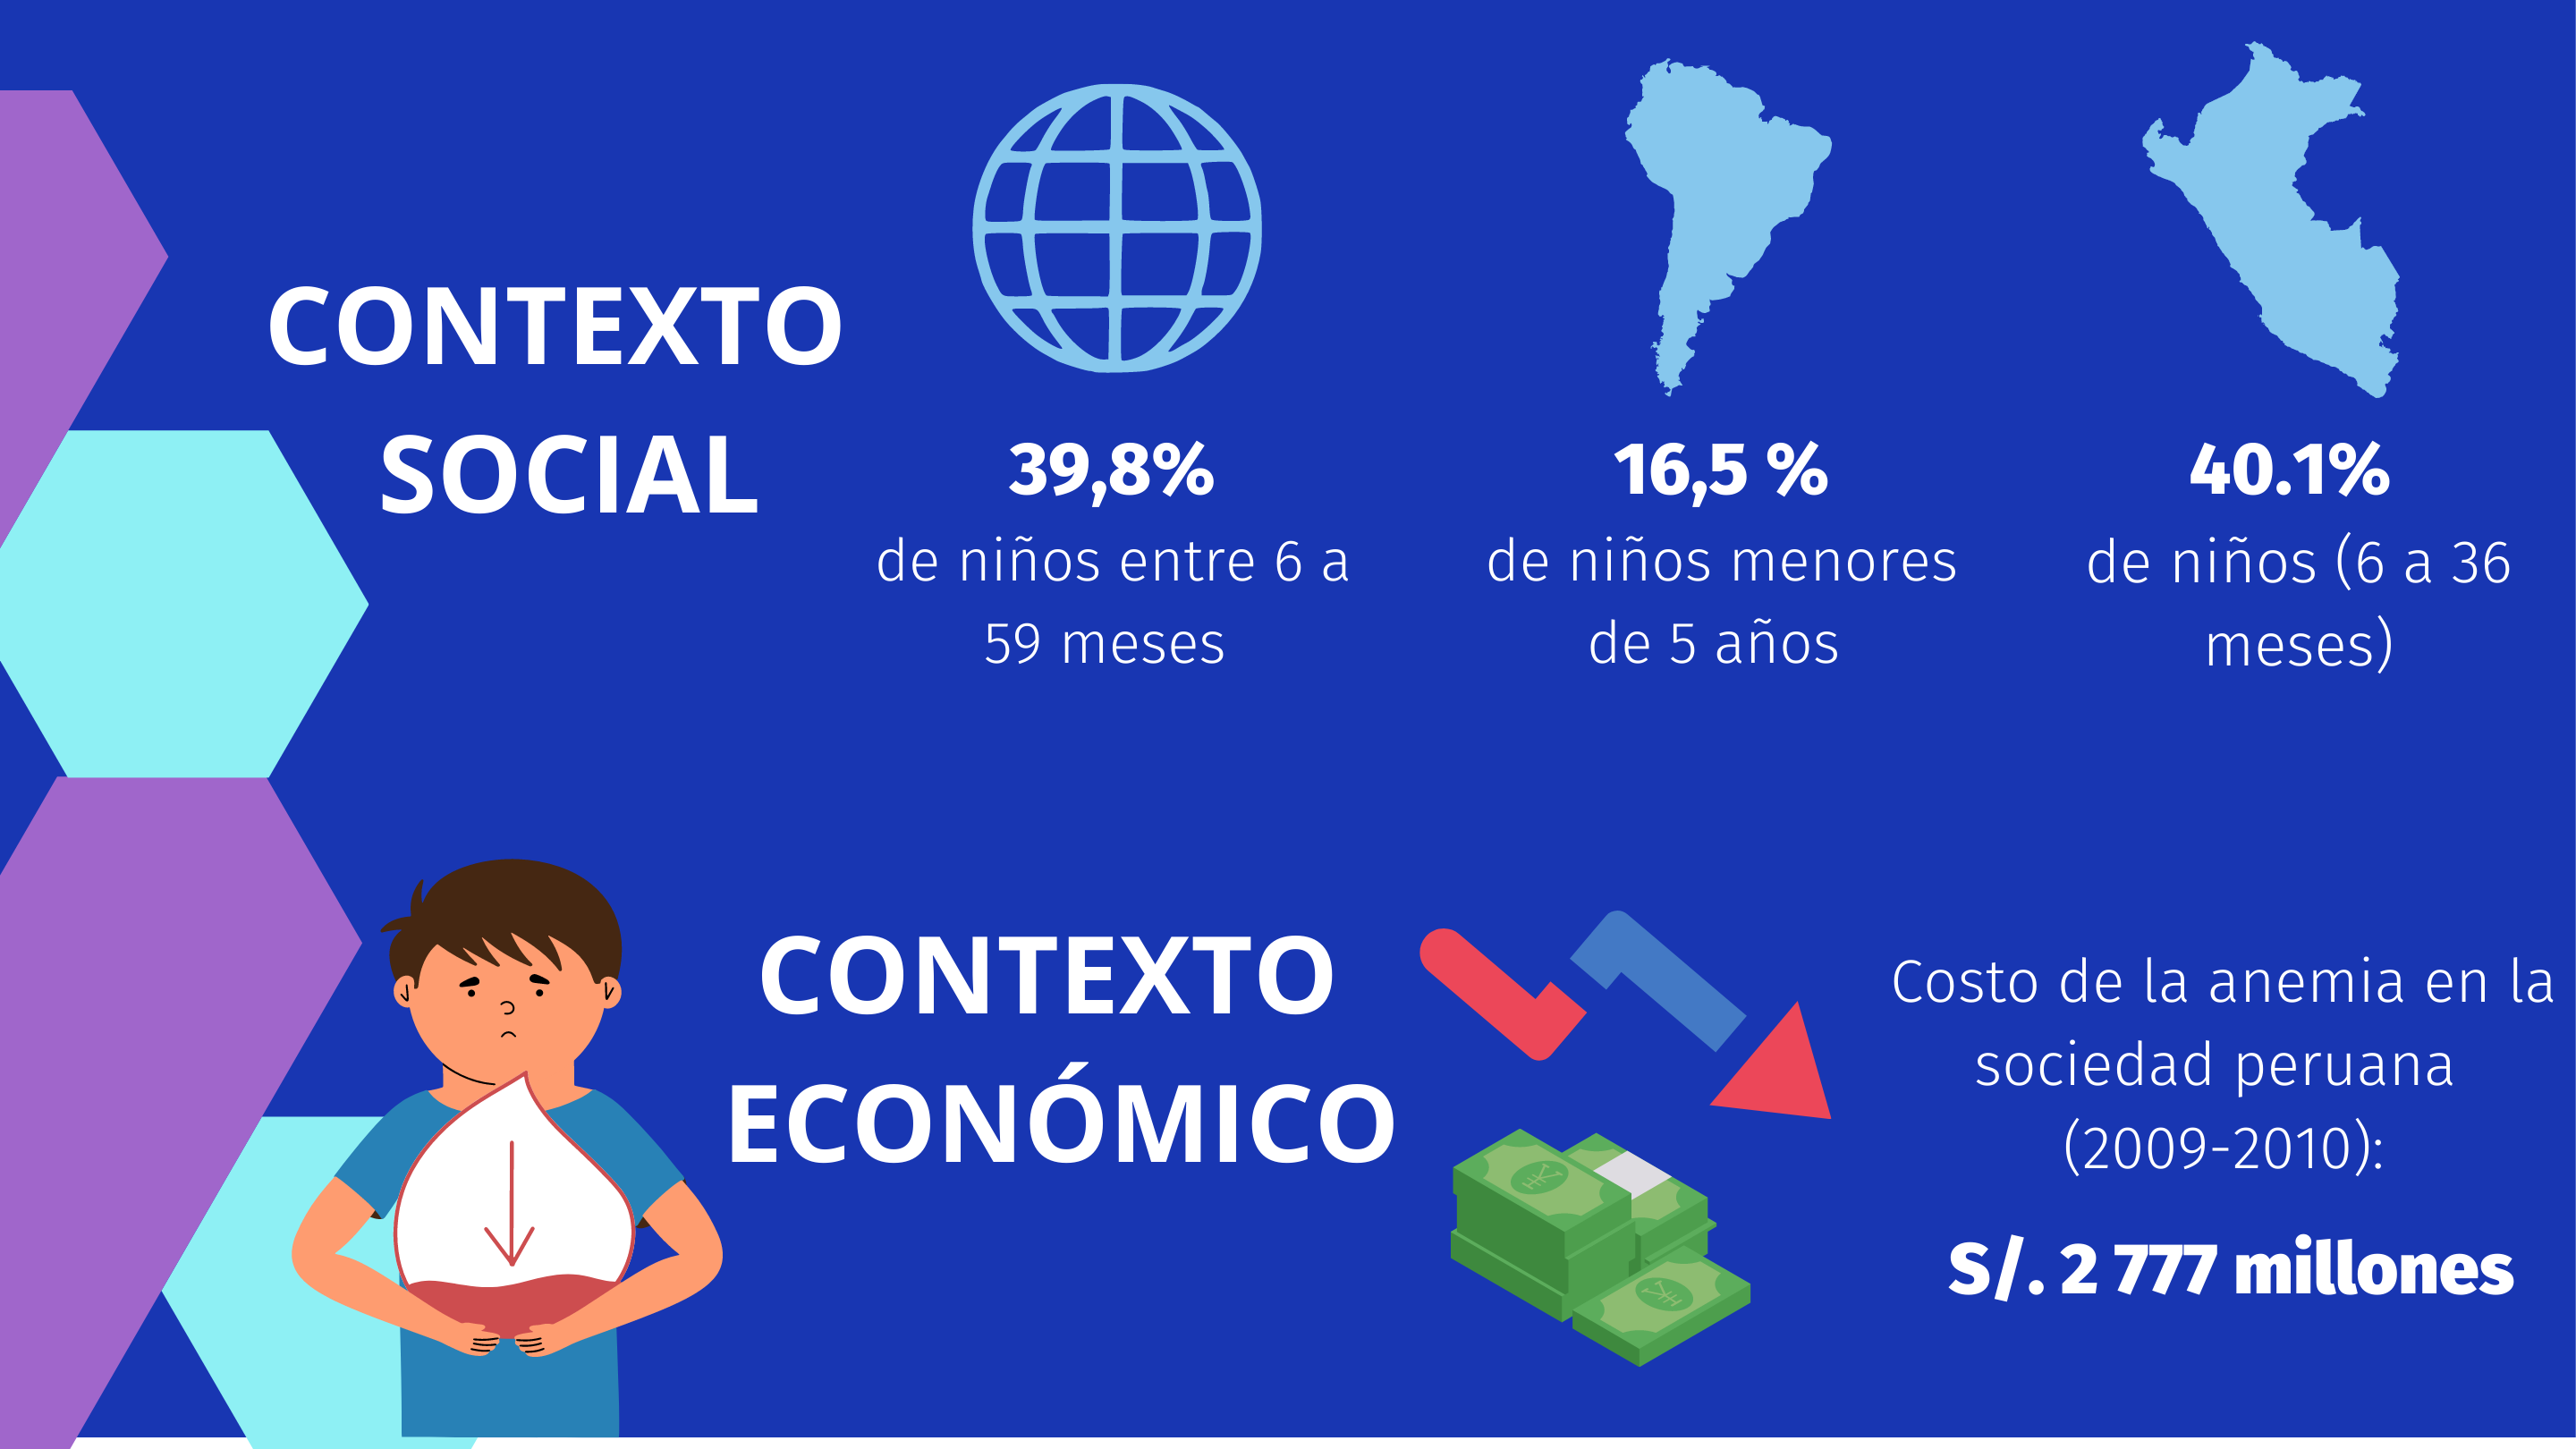 CONTEXTO
SOCIAL
39,8%
de niños entre 6 a
59 meses
16,5 %
de niños menores
de 5 años
40.1%
de niños (6 a 36
meses)
CONTEXTO
ECONÓMICO
Costo de la anemia en la
sociedad peruana
(2009-2010):
S/. 2 777 millones